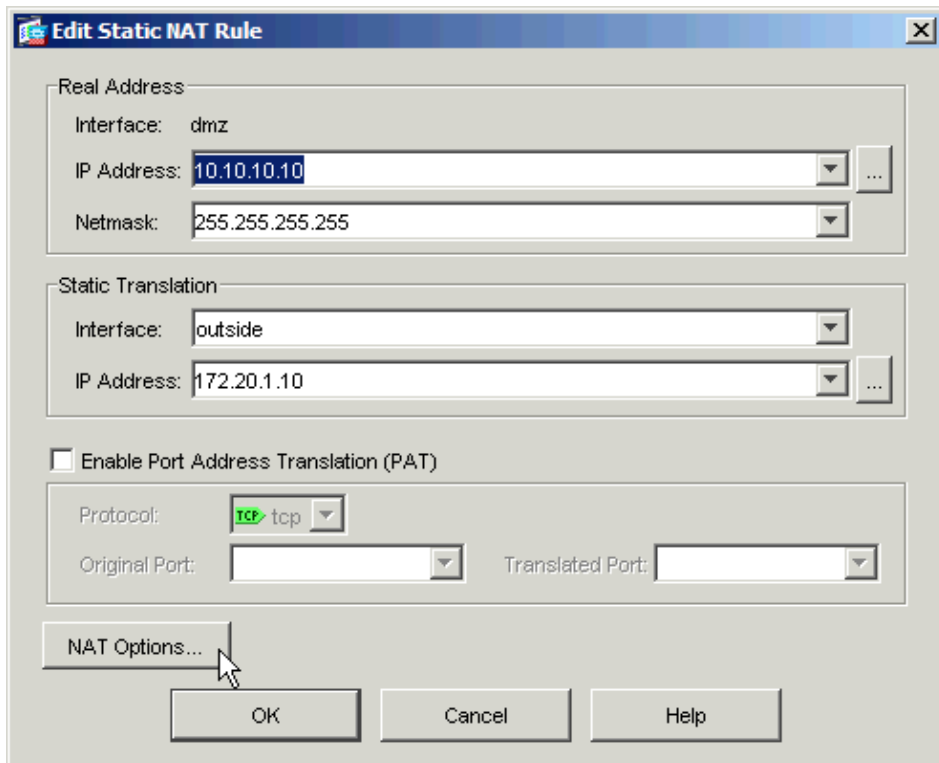 Edit Static NAT Rule
Real Address
Interface: dmz
IP Address: 10.10.10.10 ...
Netmask: 255.255.255.255
Static Translation
Interface: outside
IP Address: 172.20.1.10 ...
Enable Port Address Translation (PAT)
Protocol: TCP tcp
Original Port: Translated Port:
NAT Options...
OK Cancel Help